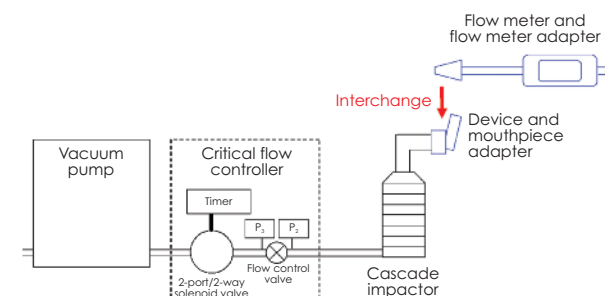 Flow meter and
flow meter adapter
Interchange
Device and
mouthpiece
adapter
Vacuum
pump
Critical flow
controller
Timer
P3
P2
Flow control
valve
2-port/2-way
solenoid valve
Cascade
impactor